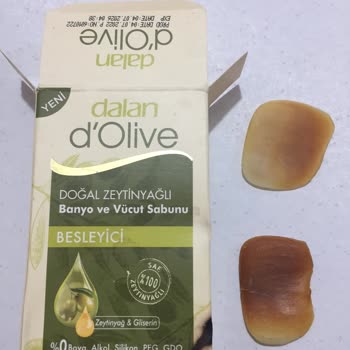 dalan
d'Olive
YENİ
dalan
d'Olive
DOĞAL ZEYTİNYAĞLI
Banyo ve Vücut Sabunu
BESLEYİCİ
SAF
%100
ZEYTİNYAĞLI
Zeytinyağ & Gliserin
%0 Boya, Alkol, Silikon, PEG, GDO